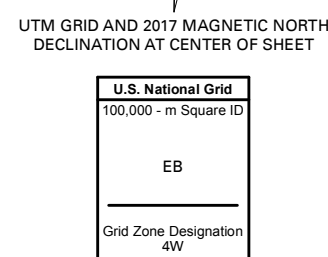 UTM GRID AND 2017 MAGNETIC NORTH
DECLINATION AT CENTER OF SHEET
U.S. National Grid
100,000 - m Square ID
EB
Grid Zone Designation
4W